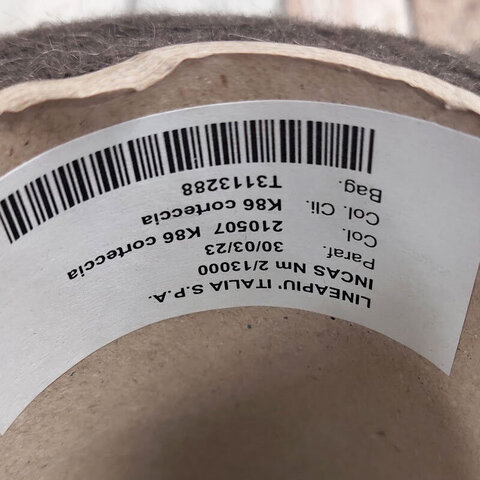 LINEAPIU' ITALIA S.P.A.
INCAS Nm 2/13000
Paraf. 30/03/23
Col. 210507 K86 corteccia
Col. Cli. K86 corteccia
Bag. T3113288